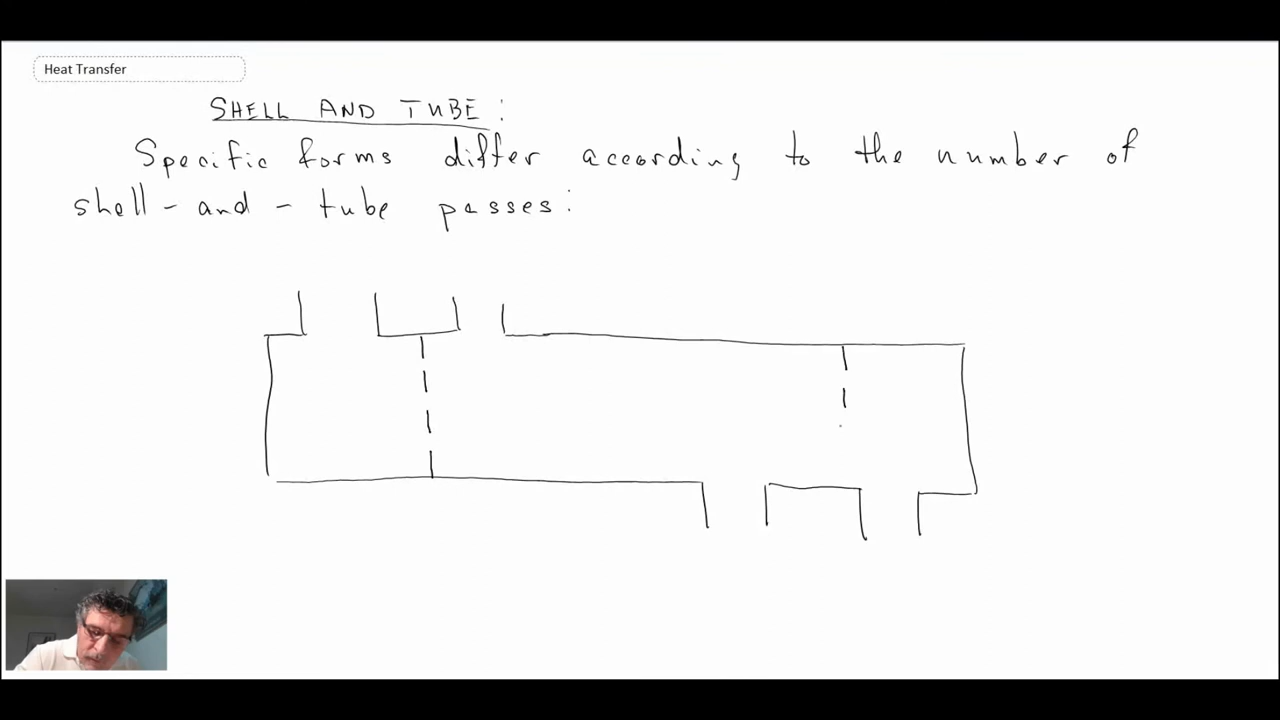 Heat Transfer
SHELL AND TUBE:
Specific forms differ according to the number of
shell-and-tube passes: